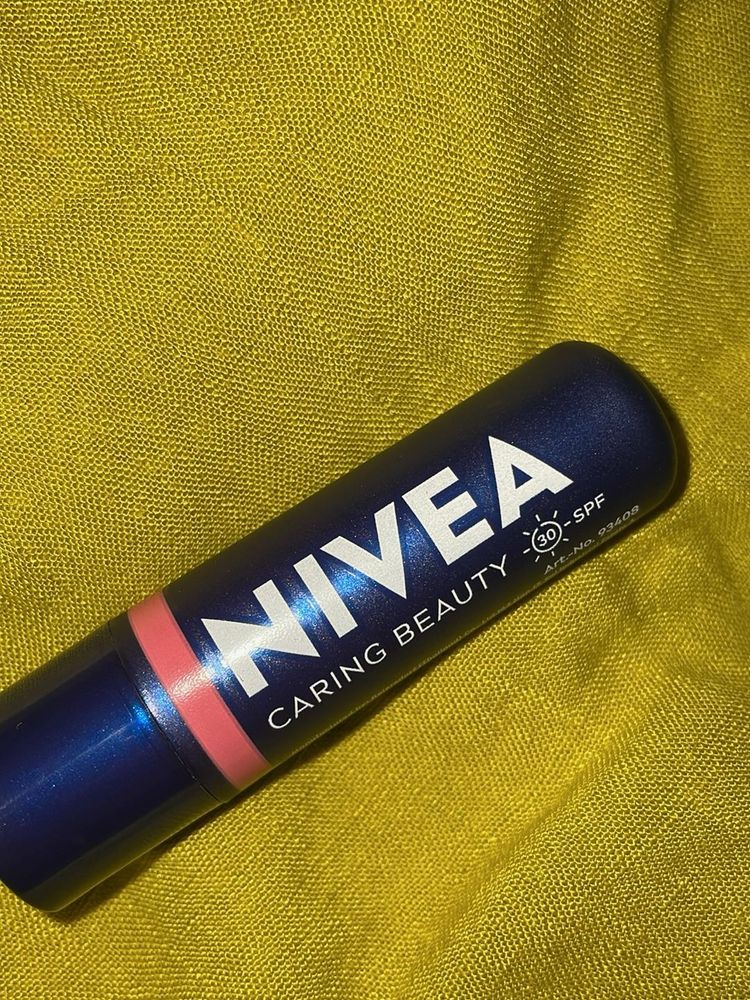 NIVEA
CARING BEAUTY 30 SPF
Art.-No. 93408